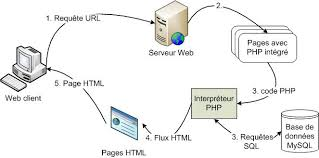 1. Requête URL
2.
Serveur Web
Pages avec
PHP intégré
Web client
5. Page HTML
3. code PHP
Interpréteur
PHP
4. Flux HTML
3. Requêtes
SQL
Base de
données
MySQL
Pages HTML